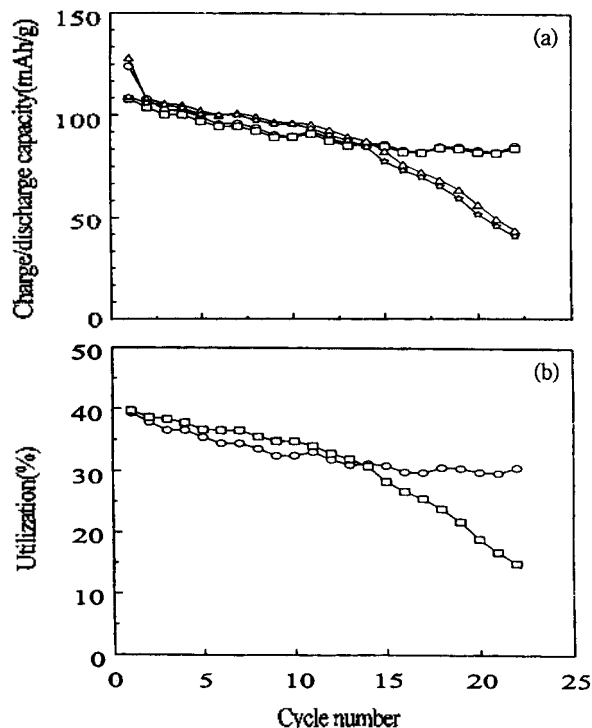 150
(a)
100
50
0
Charge/discharge capacity(mAh/g)
50
(b)
40
30
20
10
0
Utilization(%)
0 5 10 15 20 25
Cycle number